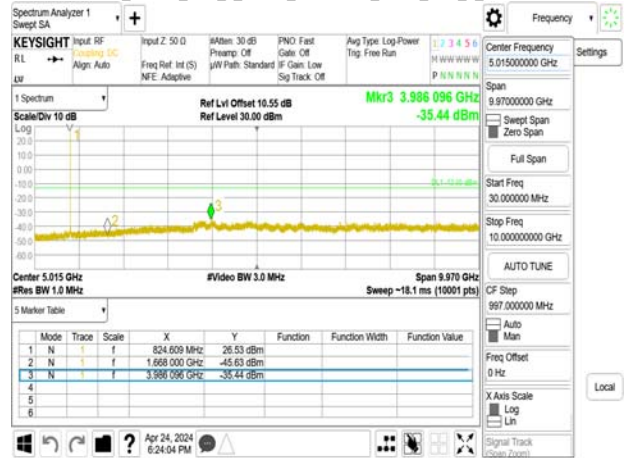 Spectrum Analyzer 1
Swept SA
Frequency
Settings
KEYSIGHT
Input: RF
Coupling: DC
Align: Auto
Input Z: 50 Ω
Freq Ref: Int (S)
NFE: Adaptive
#Atten: 30 dB
Preamp: Off
µW Path: Standard
PNO: Fast
Gate: Off
IF Gain: Low
Sig Track: Off
Avg Type: Log-Power
Trig: Free Run
1 2 3 4 5 6
M W W W W W
P N N N N N
RL
1 Spectrum
Scale/Div 10 dB
Log
Ref Lvl Offset 10.55 dB
Ref Level 30.00 dBm
Mkr3 3.986 096 GHz
-35.44 dBm
20.0
10.0
0.00
-10.0
-20.0
-30.0
-40.0
-50.0
-60.0
1
2
3
DL1 -13.00 dBm
Center 5.015 GHz
#Res BW 1.0 MHz
#Video BW 3.0 MHz
Span 9.970 GHz
Sweep ~18.1 ms (10001 pts)
5 Marker Table
Mode Trace Scale X Y Function Function Width Function Value
1 N 1 f 824.609 MHz 26.53 dBm
2 N 1 f 1.668 000 GHz -45.63 dBm
3 N 1 f 3.986 096 GHz -35.44 dBm
4
5
6
Apr 24, 2024
6:24:04 PM
Center Frequency
5.015000000 GHz
Span
9.97000000 GHz
Swept Span
Zero Span
Full Span
Start Freq
30.000000 MHz
Stop Freq
10.000000000 GHz
AUTO TUNE
CF Step
997.000000 MHz
Auto
Man
Freq Offset
0 Hz
X Axis Scale
Log
Lin
Signal Track
(Span Zoom)
Local